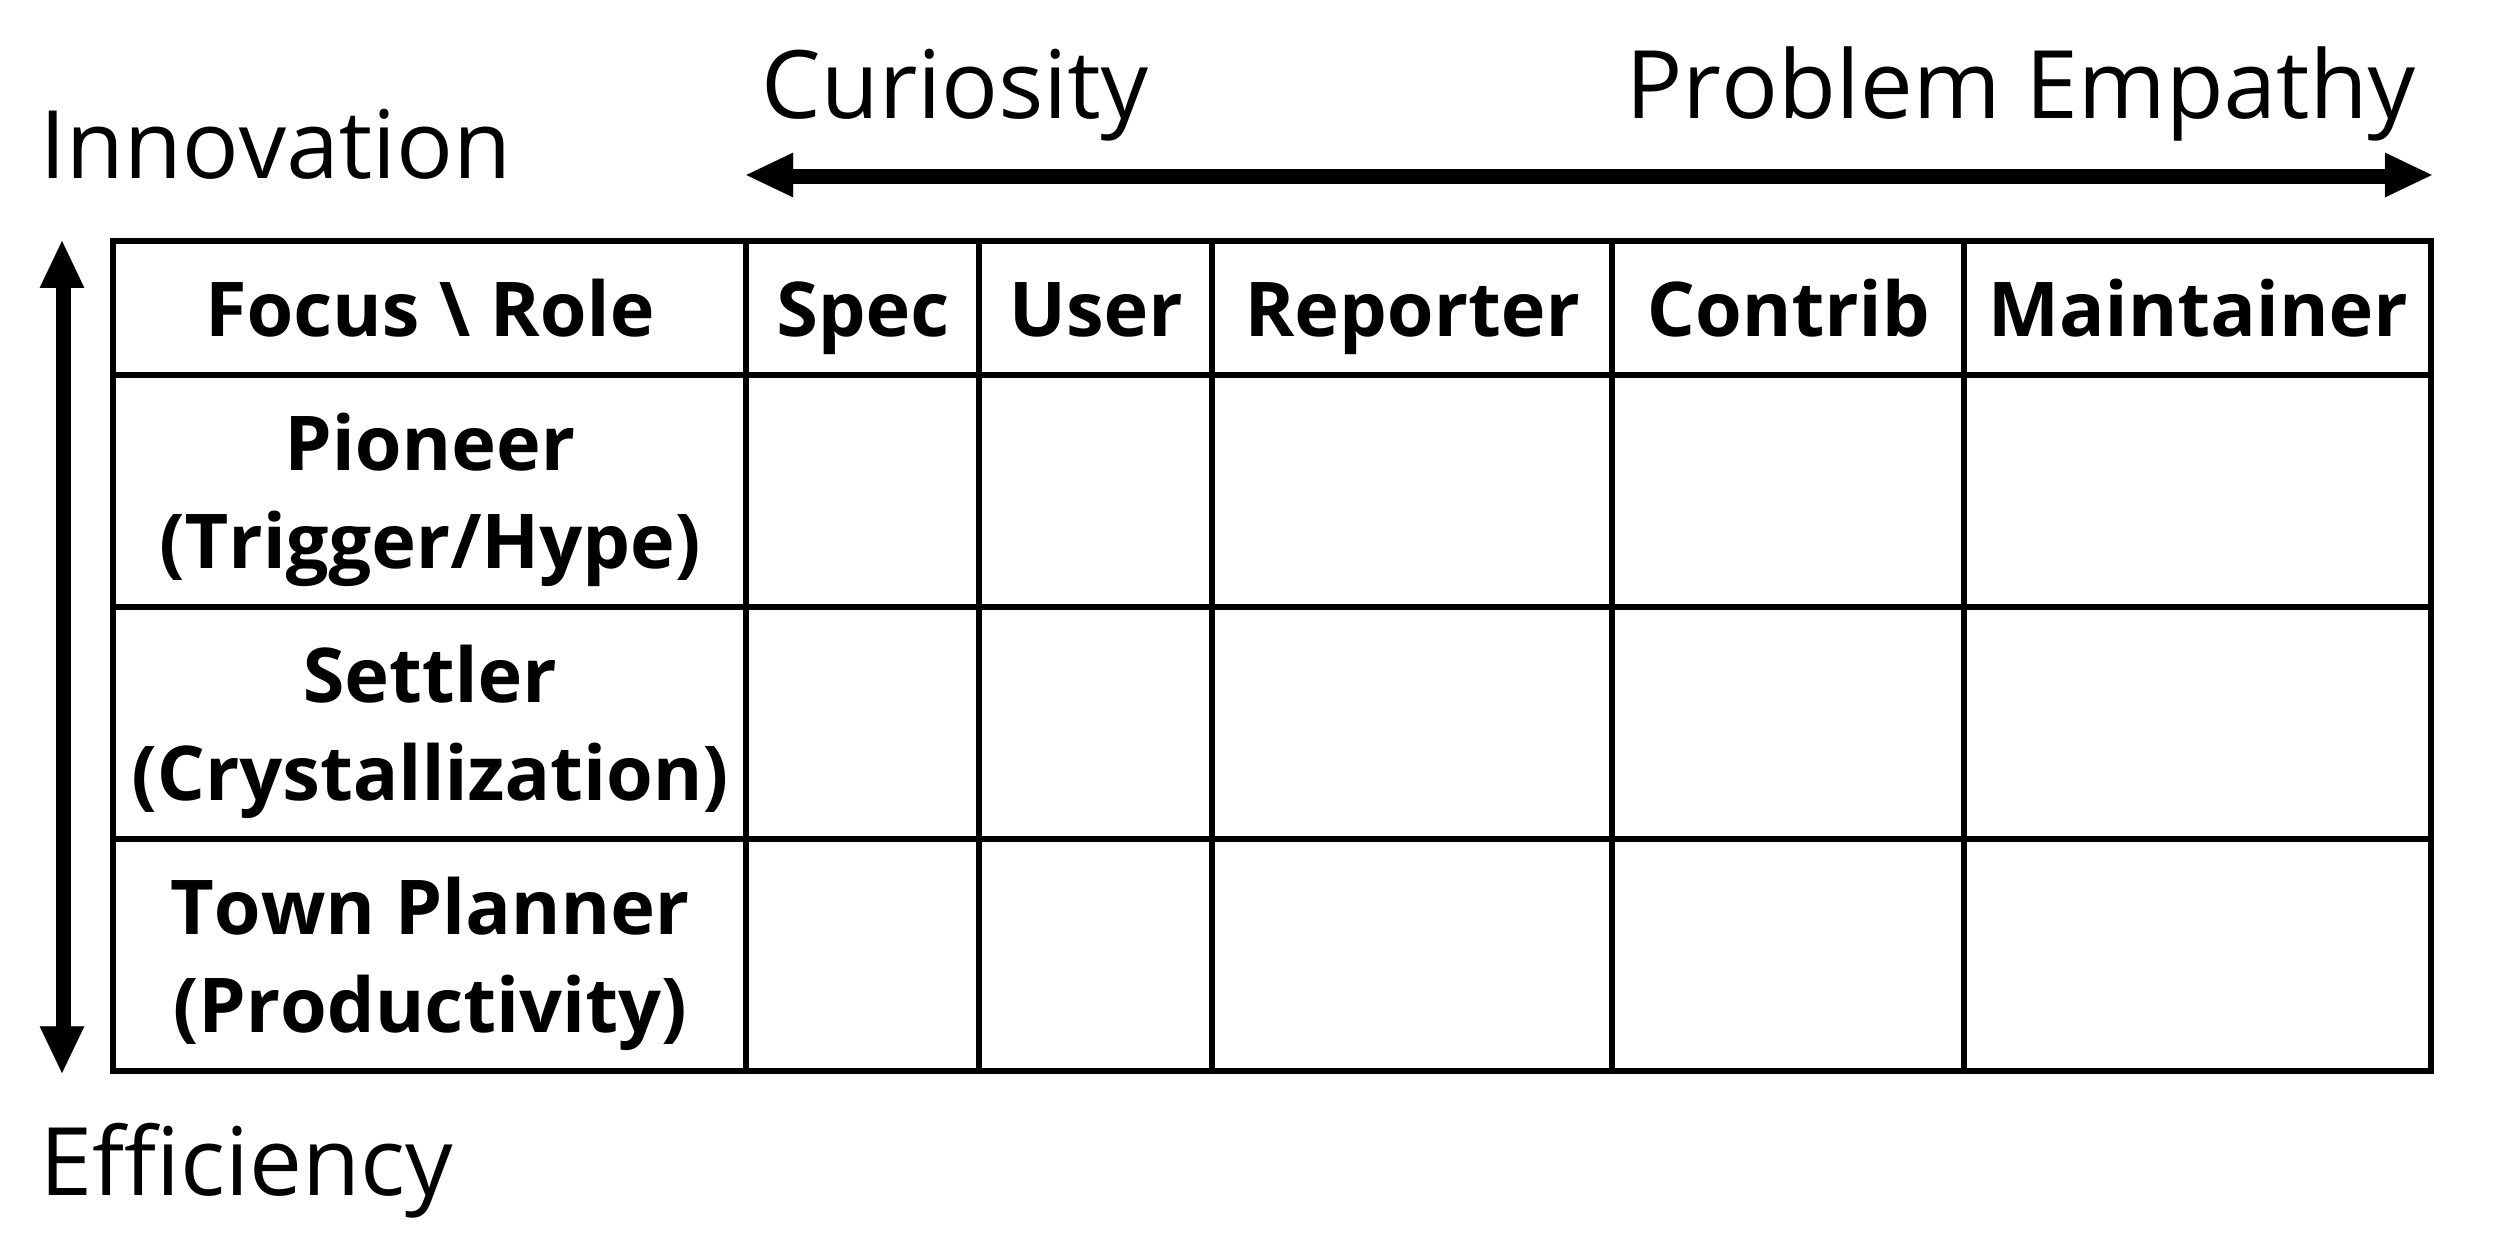 Curiosity Problem Empathy
Innovation
Focus \ Role Spec User Reporter Contrib Maintainer
Pioneer
(Trigger/Hype)
Settler
(Crystallization)
Town Planner
(Productivity)
Efficiency